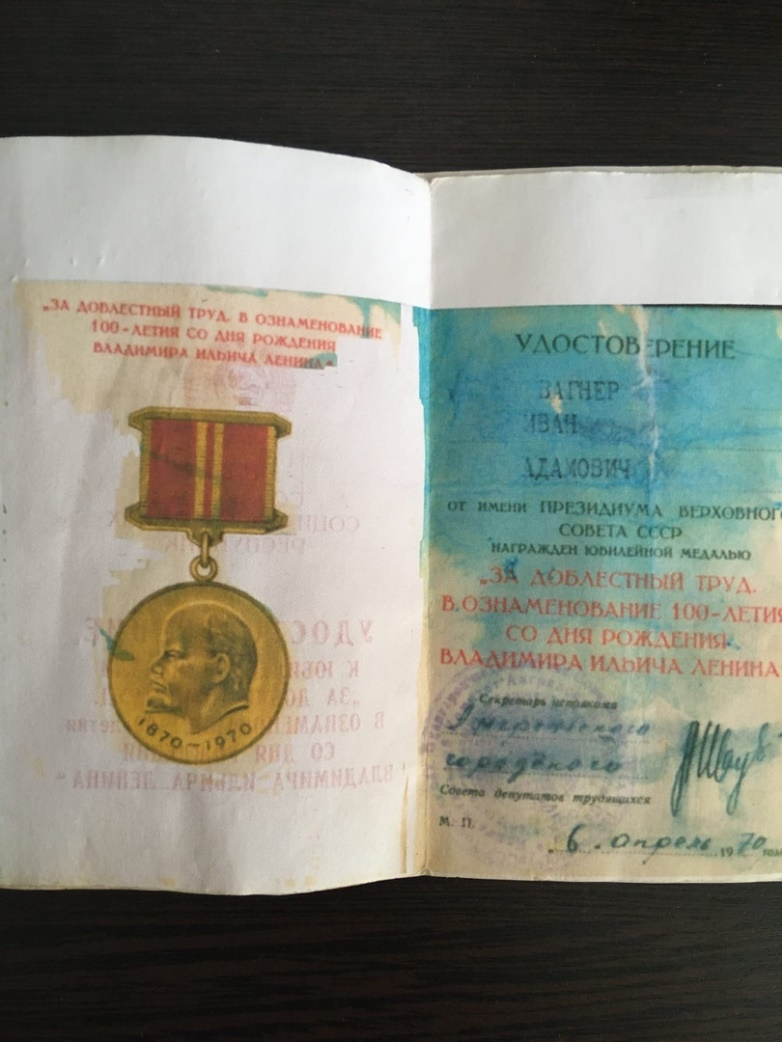 „ЗА ДОБЛЕСТНЫЙ ТРУД. В ОЗНАМЕНОВАНИЕ
100-ЛЕТИЯ СО ДНЯ РОЖДЕНИЯ
ВЛАДИМИРА ИЛЬИЧА ЛЕНИНА“
1870–1970
УДОСТОВЕРЕНИЕ
ВАГНЕР
ИВАН
АДАМОВИЧ
ОТ ИМЕНИ ПРЕЗИДИУМА ВЕРХОВНОГО
СОВЕТА СССР
НАГРАЖДЕН ЮБИЛЕЙНОЙ МЕДАЛЬЮ
„ЗА ДОБЛЕСТНЫЙ ТРУД.
В ОЗНАМЕНОВАНИЕ 100-ЛЕТИЯ
СО ДНЯ РОЖДЕНИЯ
ВЛАДИМИРА ИЛЬИЧА ЛЕНИНА
Секретарь исполкома
городского
Совета депутатов трудящихся
М. П.
6. апрель 1970